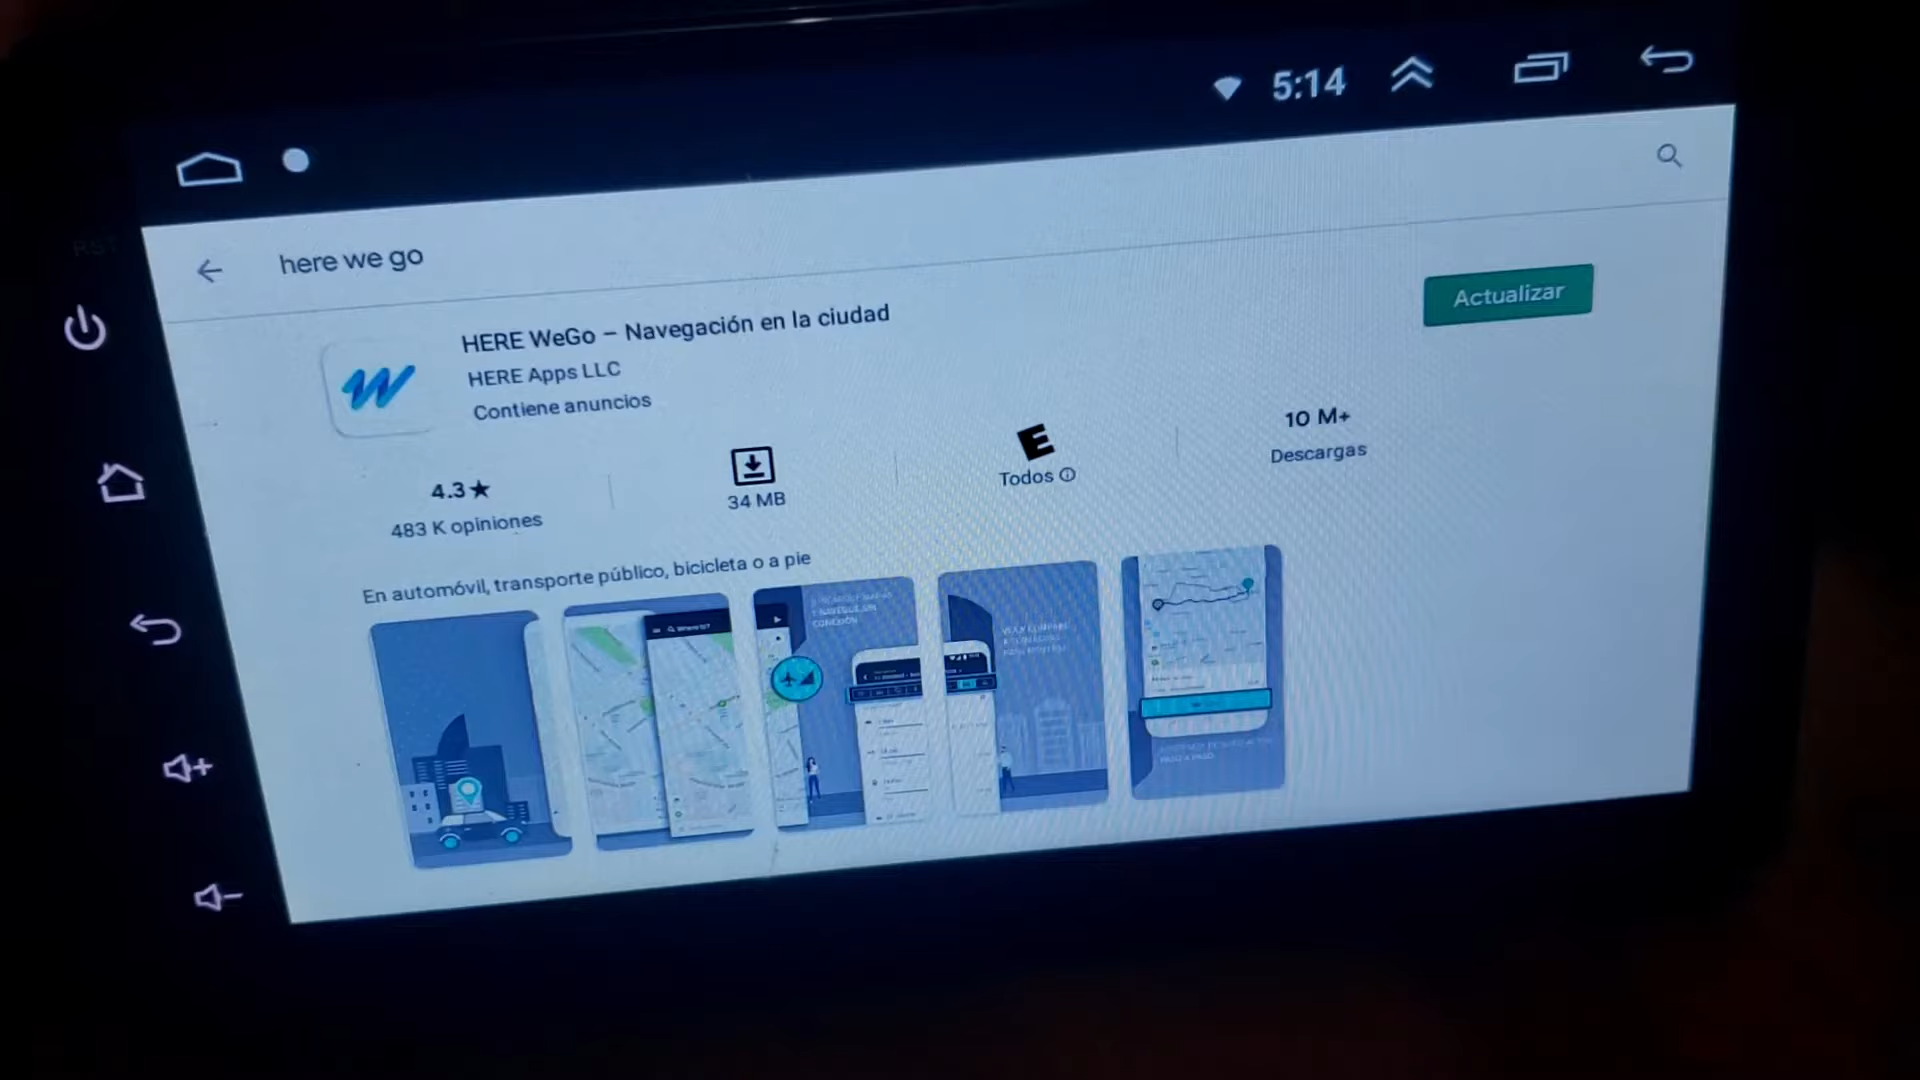 5:14
RST
here we go
HERE WeGo – Navegación en la ciudad
HERE Apps LLC
Contiene anuncios
Actualizar
4.3★
483 K opiniones
34 MB
E
Todos
10 M+
Descargas
En automóvil, transporte público, bicicleta o a pie